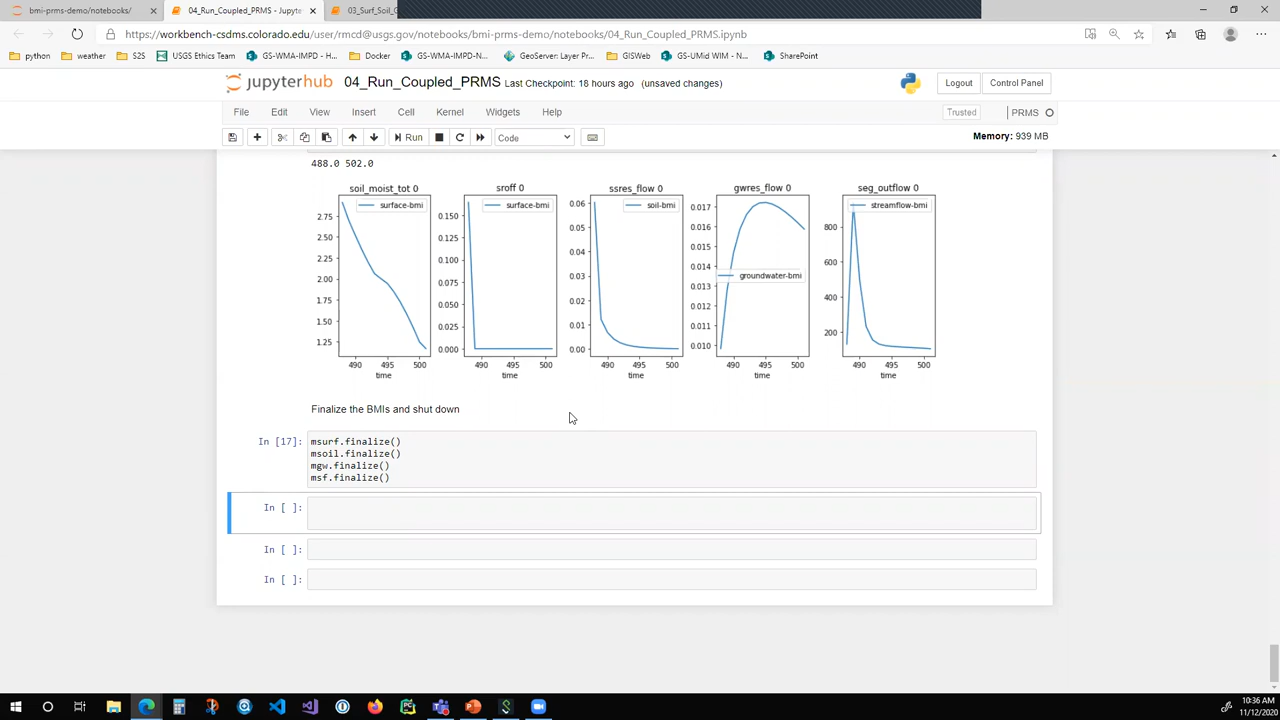 bmi-prms-demo/notebooks/
04_Run_Coupled_PRMS - Jupyte
03_Surf_Soil_G
https://workbench-csdms.colorado.edu/user/rmcd@usgs.gov/notebooks/bmi-prms-demo/notebooks/04_Run_Coupled_PRMS.ipynb
python weather S2S USGS Ethics Team GS-WMA-IMPD - H... GS-WMA-IMPD-N... GeoServer: Layer Pr... GISWeb GS-UMid WIM - N... SharePoint
jupyterhub 04_Run_Coupled_PRMS Last Checkpoint: 18 hours ago (unsaved changes) Logout Control Panel
File Edit View Insert Cell Kernel Widgets Help Trusted PRMS
Run Code Memory: 939 MB
488.0 502.0
soil_moist_tot 0
surface-bmi
2.75
2.50
2.25
2.00
1.75
1.50
1.25
490 495 500
time
sroff 0
surface-bmi
0.150
0.125
0.100
0.075
0.050
0.025
0.000
490 495 500
time
ssres_flow 0
soil-bmi
0.06
0.05
0.04
0.03
0.02
0.01
0.00
490 495 500
time
gwres_flow 0
groundwater-bmi
0.017
0.016
0.015
0.014
0.013
0.012
0.011
0.010
490 495 500
time
seg_outflow 0
streamflow-bmi
800
600
400
200
490 495 500
time
Finalize the BMIs and shut down
In [17]:
msurf.finalize()
msoil.finalize()
mgw.finalize()
msf.finalize()
In [ ]:
In [ ]:
In [ ]:
10:36 AM
11/12/2020